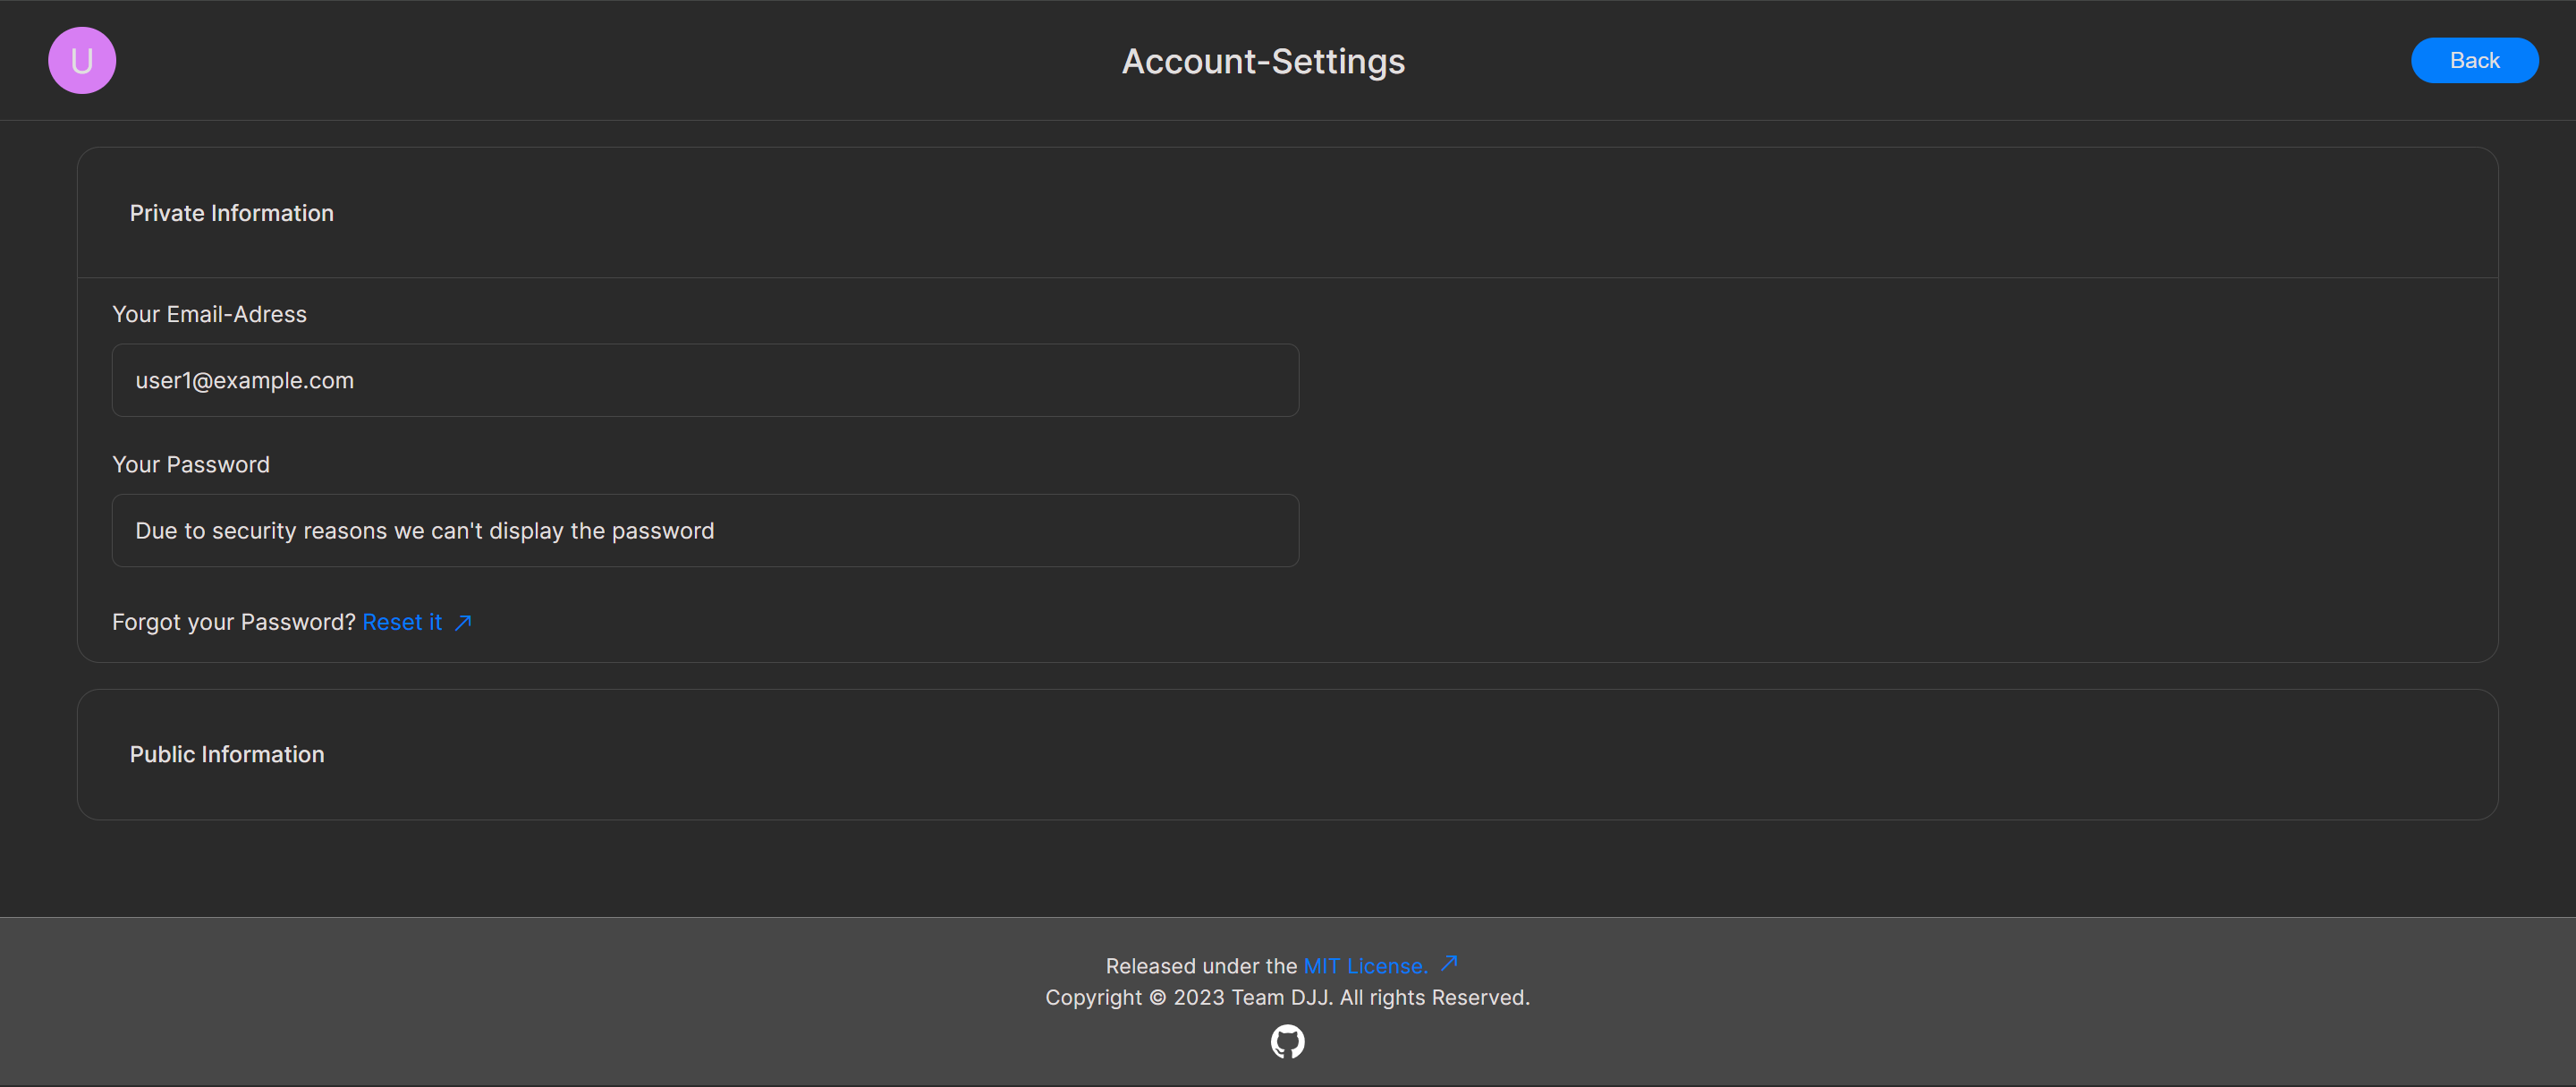 U
Account-Settings
Back
Private Information
Your Email-Adress
user1@example.com
Your Password
Due to security reasons we can't display the password
Forgot your Password? Reset it
Public Information
Released under the MIT License.
Copyright © 2023 Team DJJ. All rights Reserved.